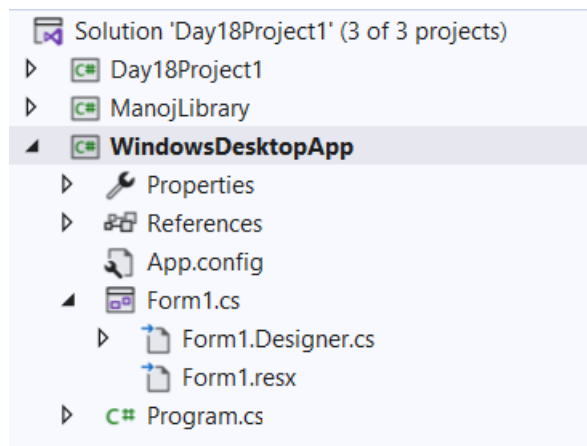 Solution 'Day18Project1' (3 of 3 projects)
C# Day18Project1
C# ManojLibrary
C# WindowsDesktopApp
Properties
References
App.config
Form1.cs
Form1.Designer.cs
Form1.resx
C# Program.cs